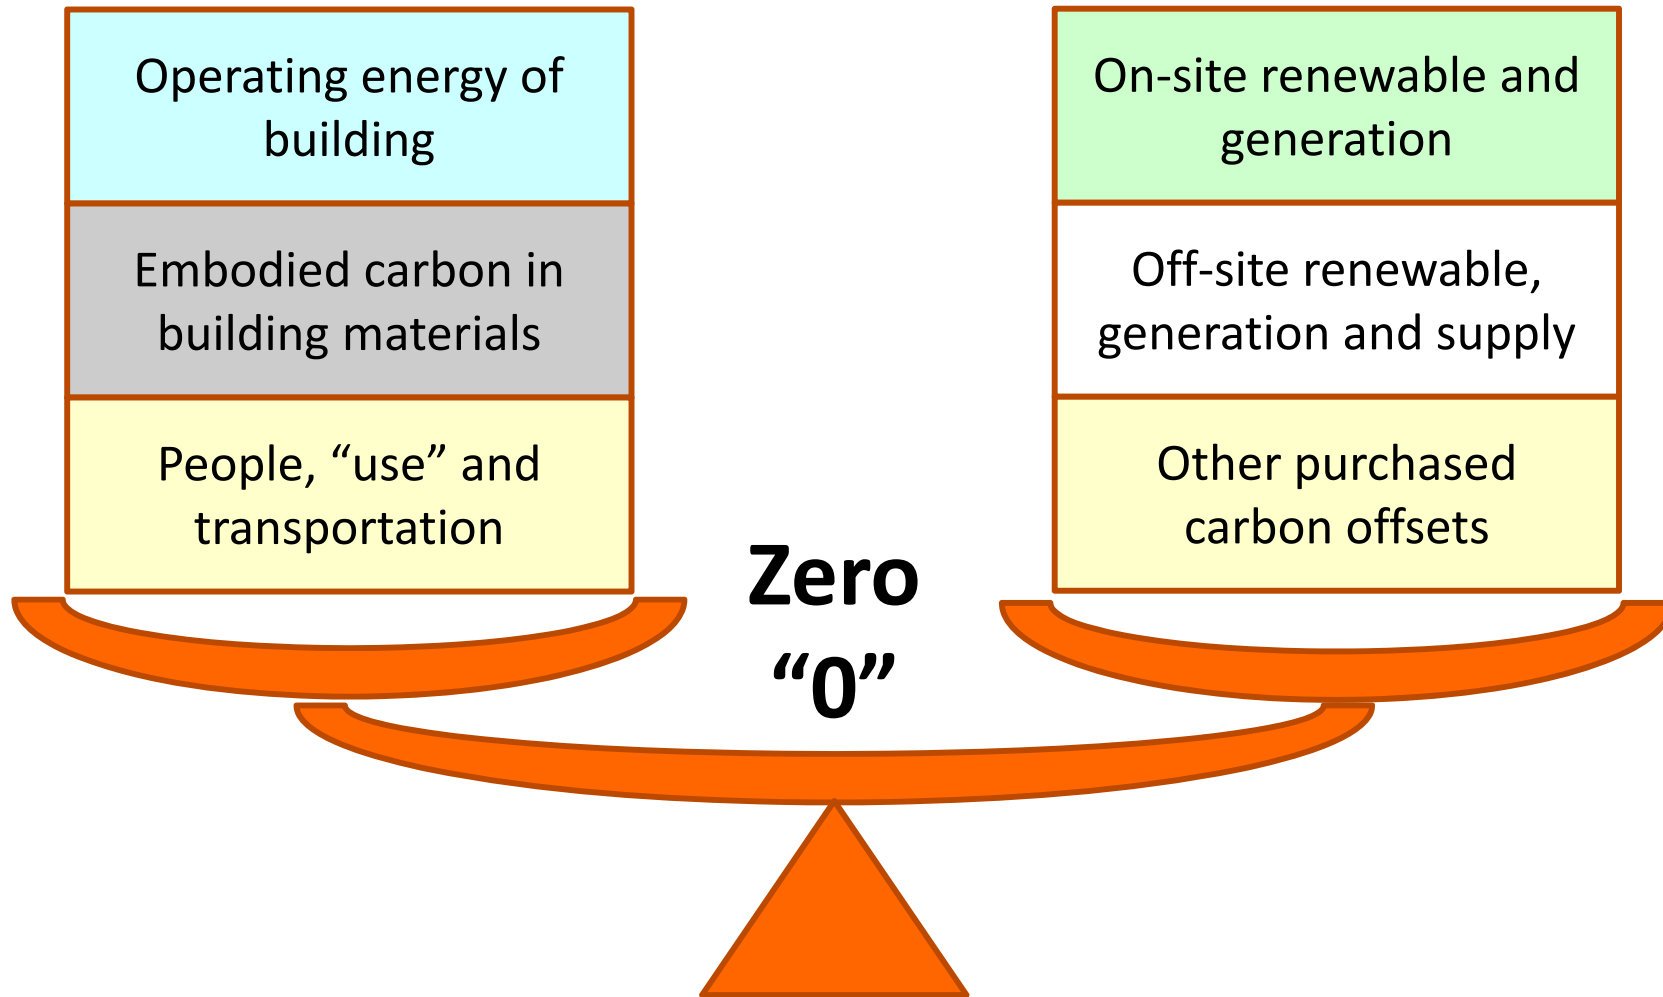 Operating energy of
building
Embodied carbon in
building materials
People, “use” and
transportation
Zero
“0”
On-site renewable and
generation
Off-site renewable,
generation and supply
Other purchased
carbon offsets